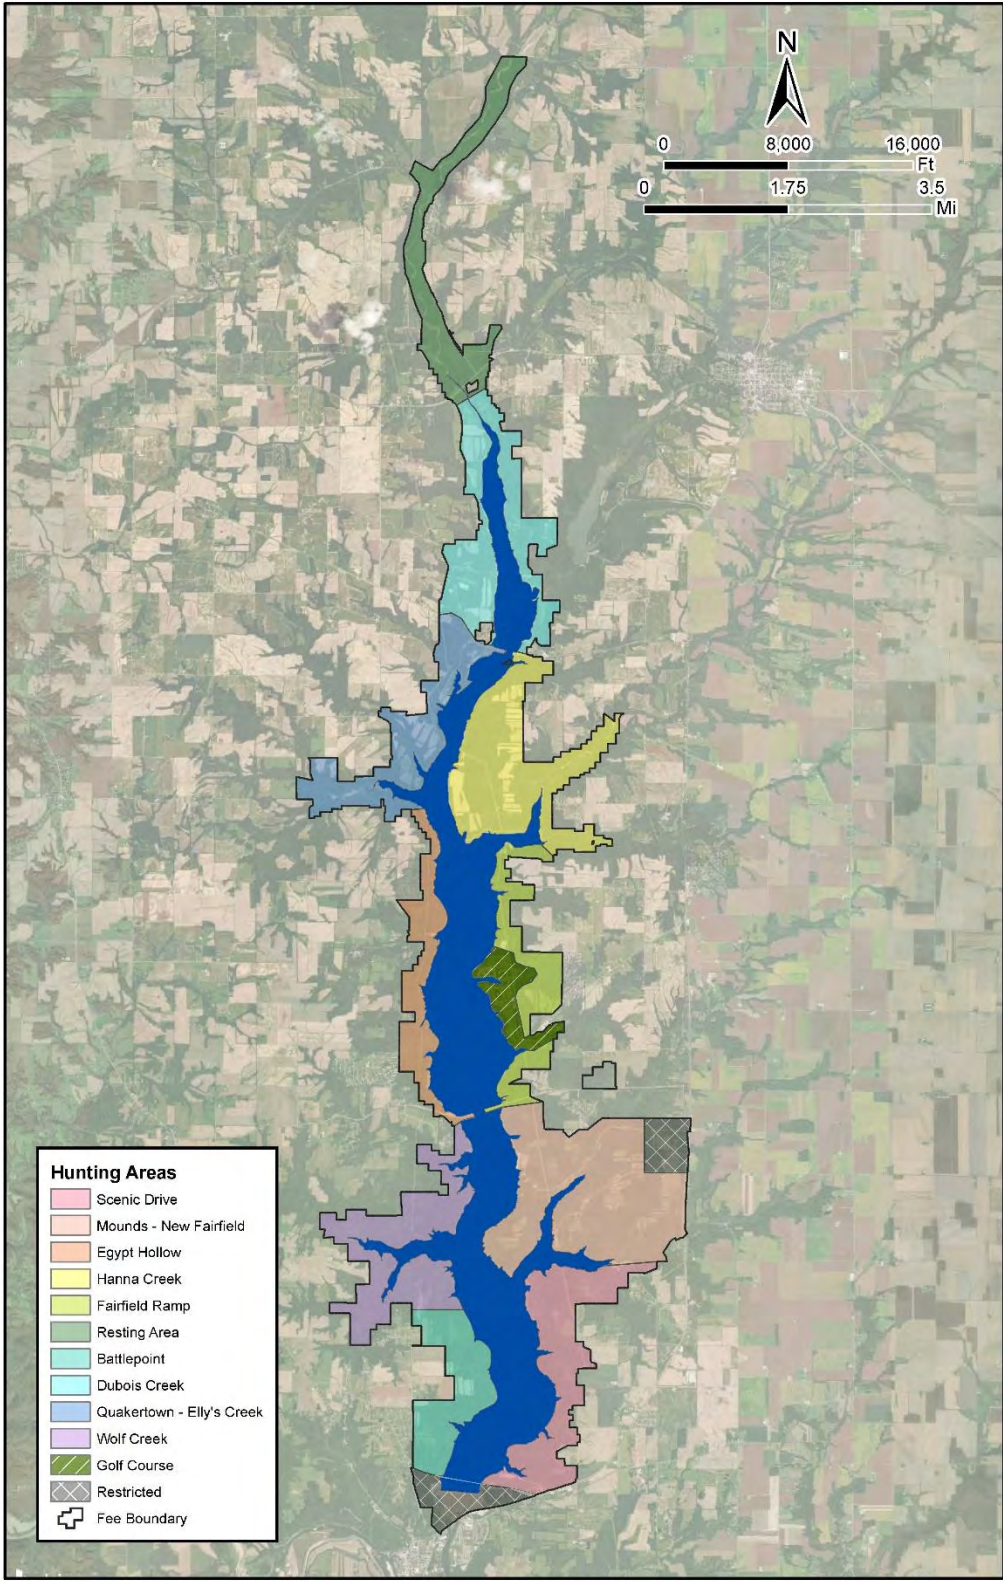 N
0 8,000 16,000
Ft
0 1.75 3.5
Mi
Hunting Areas
Scenic Drive
Mounds - New Fairfield
Egypt Hollow
Hanna Creek
Fairfield Ramp
Resting Area
Battlepoint
Dubois Creek
Quakertown - Elly's Creek
Wolf Creek
Golf Course
Restricted
Fee Boundary